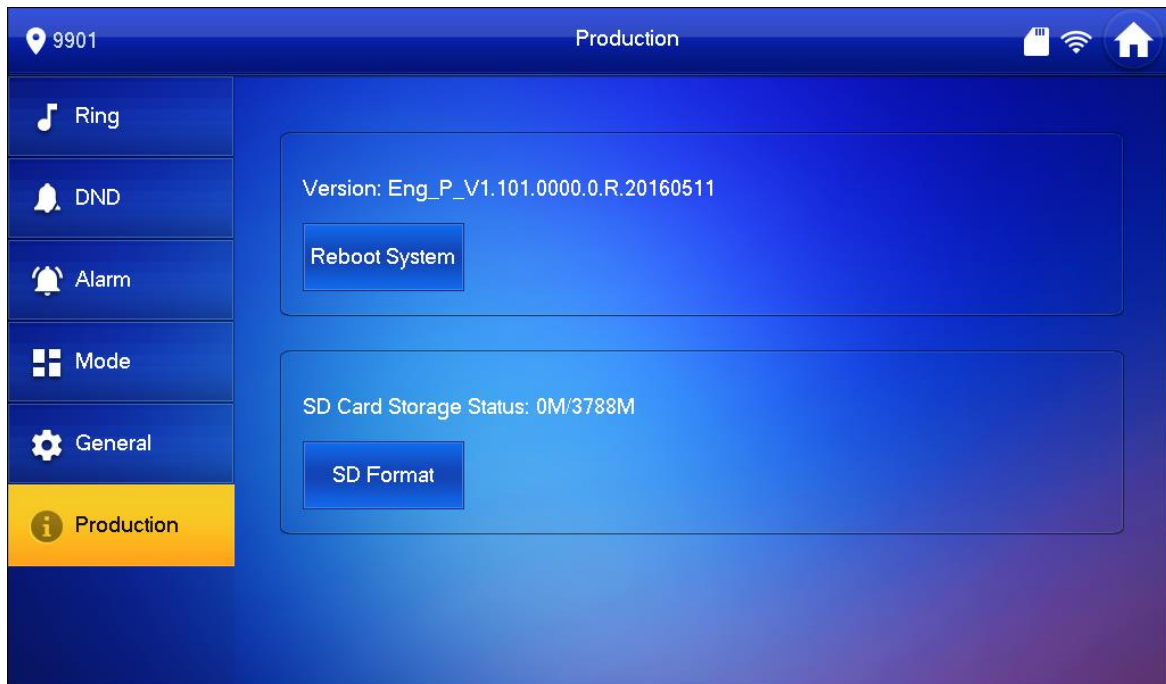 9901
Production
Ring
DND
Alarm
Mode
General
Production
Version: Eng_P_V1.101.0000.0.R.20160511
Reboot System
SD Card Storage Status: 0M/3788M
SD Format